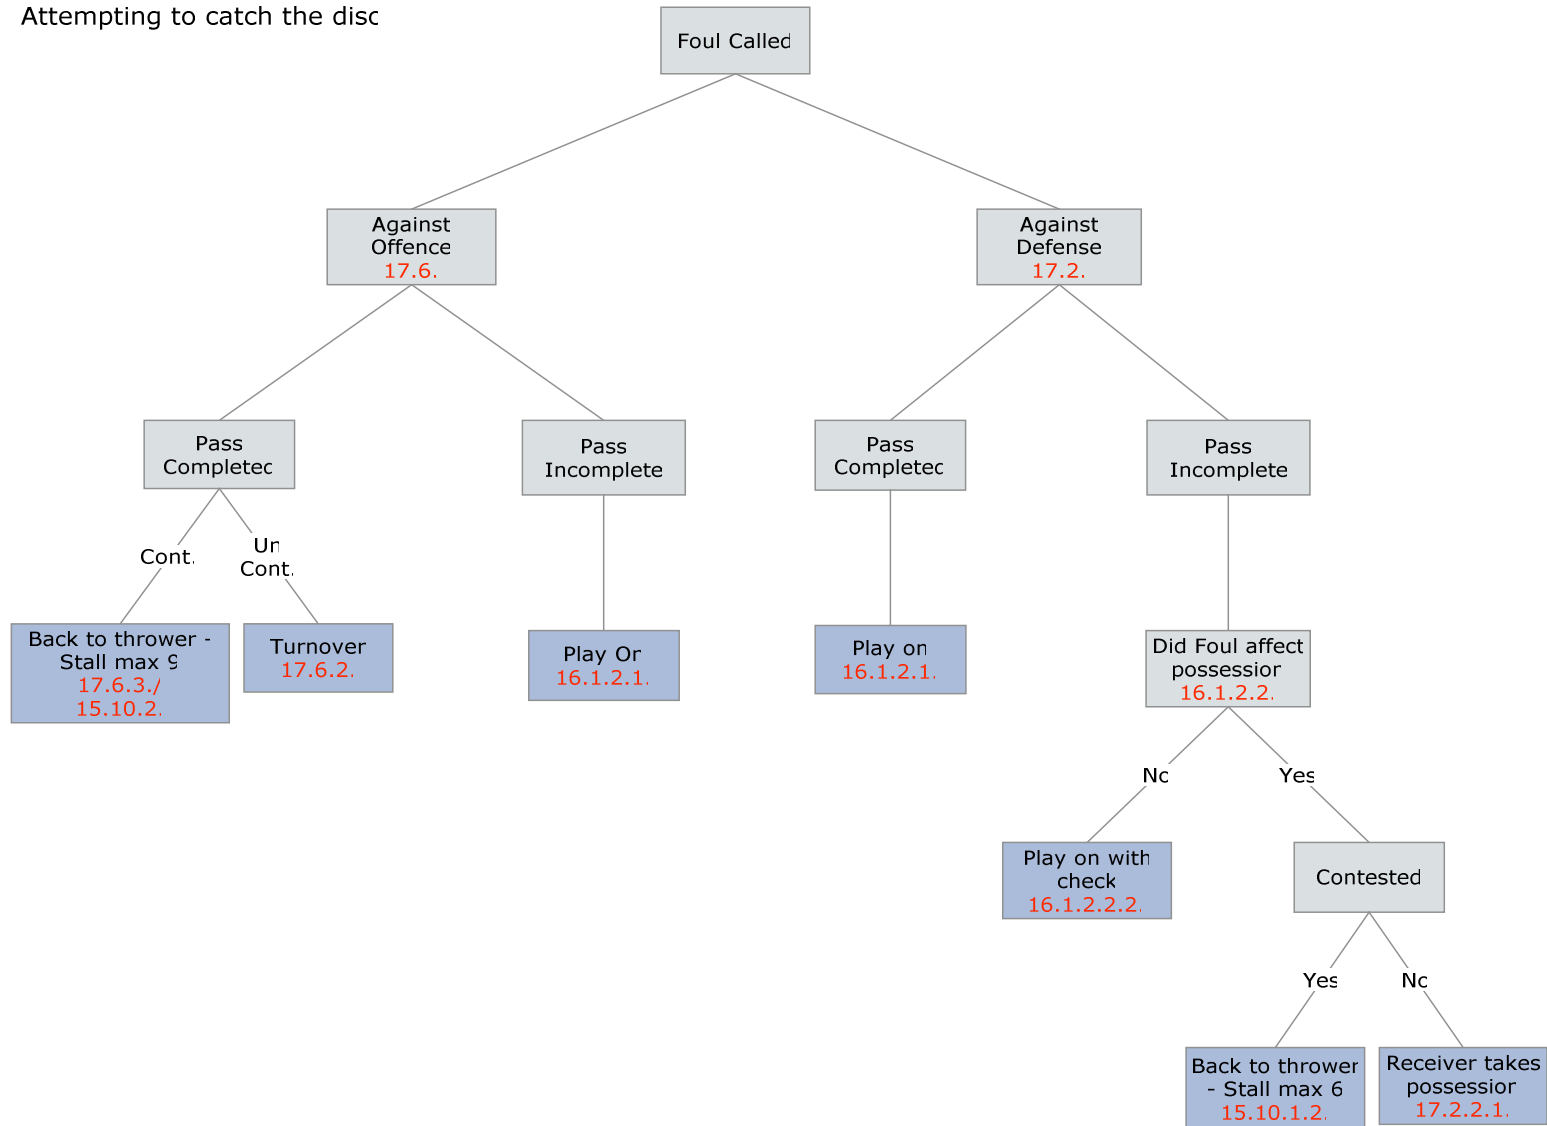 Attempting to catch the disc
Foul Called
Against
Offence
17.6.
Against
Defense
17.2.
Pass
Completed
Pass
Incomplete
Pass
Completed
Pass
Incomplete
Cont.
Un
Cont.
Back to thrower -
Stall max 9
17.6.3./
15.10.2.
Turnover
17.6.2.
Play On
16.1.2.1.
Play on
16.1.2.1.
Did Foul affect
possession
16.1.2.2.
No
Yes
Play on with
check
16.1.2.2.2.
Contested
Yes
No
Back to thrower
- Stall max 6
15.10.1.2.
Receiver takes
possession
17.2.2.1.